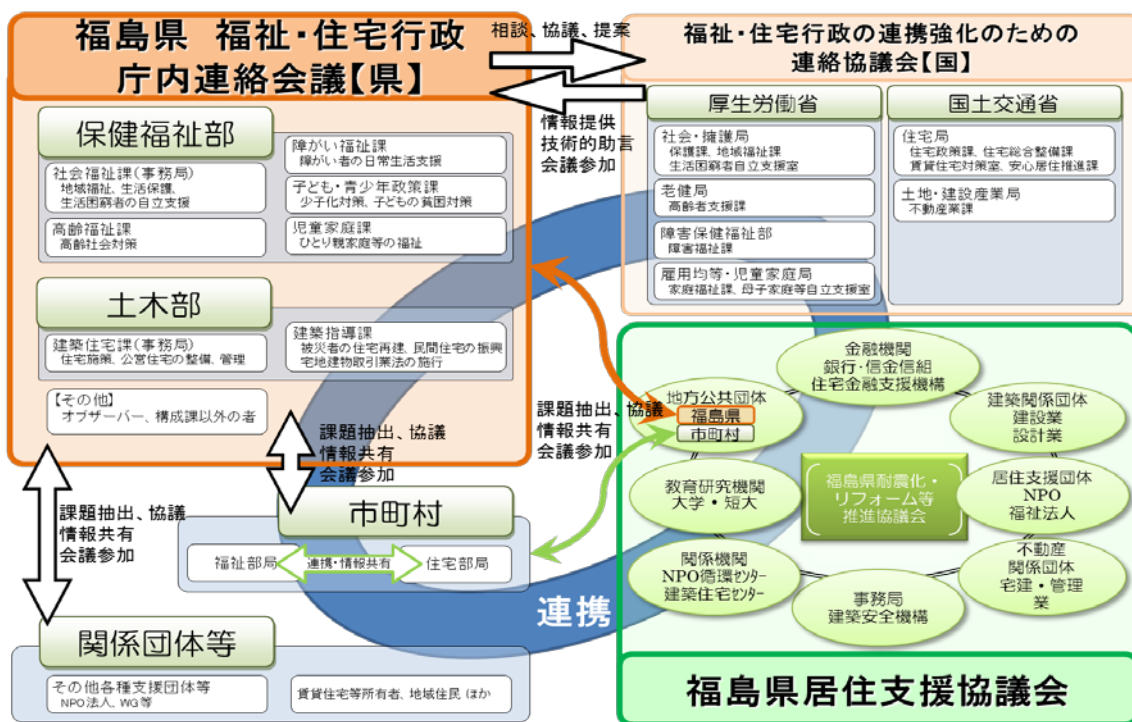 福島県 福祉・住宅行政
庁内連絡会議【県】
保健福祉部
社会福祉課(事務局)
地域福祉、生活保護、
生活困窮者の自立支援
高齢福祉課
高齢社会対策
障がい福祉課
障がい者の日常生活支援
子ども・青少年政策課
少子化対策、子どもの貧困対策
児童家庭課
ひとり親家庭等の福祉
土木部
建築住宅課(事務局)
住宅施策、公営住宅の整備、管理
建築指導課
被災者の住宅再建、民間住宅の振興
宅地建物取引業法の施行
【その他】
オブザーバー、構成課以外の者
相談、協議、提案
情報提供
技術的助言
会議参加
福祉・住宅行政の連携強化のための
連絡協議会【国】
厚生労働省
社会・擁護局
保護課、地域福祉課
生活困窮者自立支援室
老健局
高齢者支援課
障害保健福祉部
障害福祉課
雇用均等・児童家庭局
家庭福祉課、母子家庭等自立支援室
国土交通省
住宅局
住宅政策課、住宅総合整備課
賃貸住宅対策室、安心居住推進課
土地・建設産業局
不動産業課
課題抽出、協議
情報共有
会議参加
課題抽出、協議
情報共有
会議参加
課題抽出、協議
情報共有
会議参加
市町村
福祉部局
連携・情報共有
住宅部局
連携
関係団体等
その他各種支援団体等
NPO法人、WG等
賃貸住宅等所有者、地域住民 ほか
金融機関
銀行・信金信組
住宅金融支援機構
地方公共団体
福島県
市町村
建築関係団体
建設業
設計業
教育研究機関
大学・短大
福島県耐震化・
リフォーム等
推進協議会
居住支援団体
NPO
福祉法人
関係機関
NPO循環センター
建築住宅センター
事務局
建築安全機構
不動産
関係団体
宅建・管理
業
福島県居住支援協議会